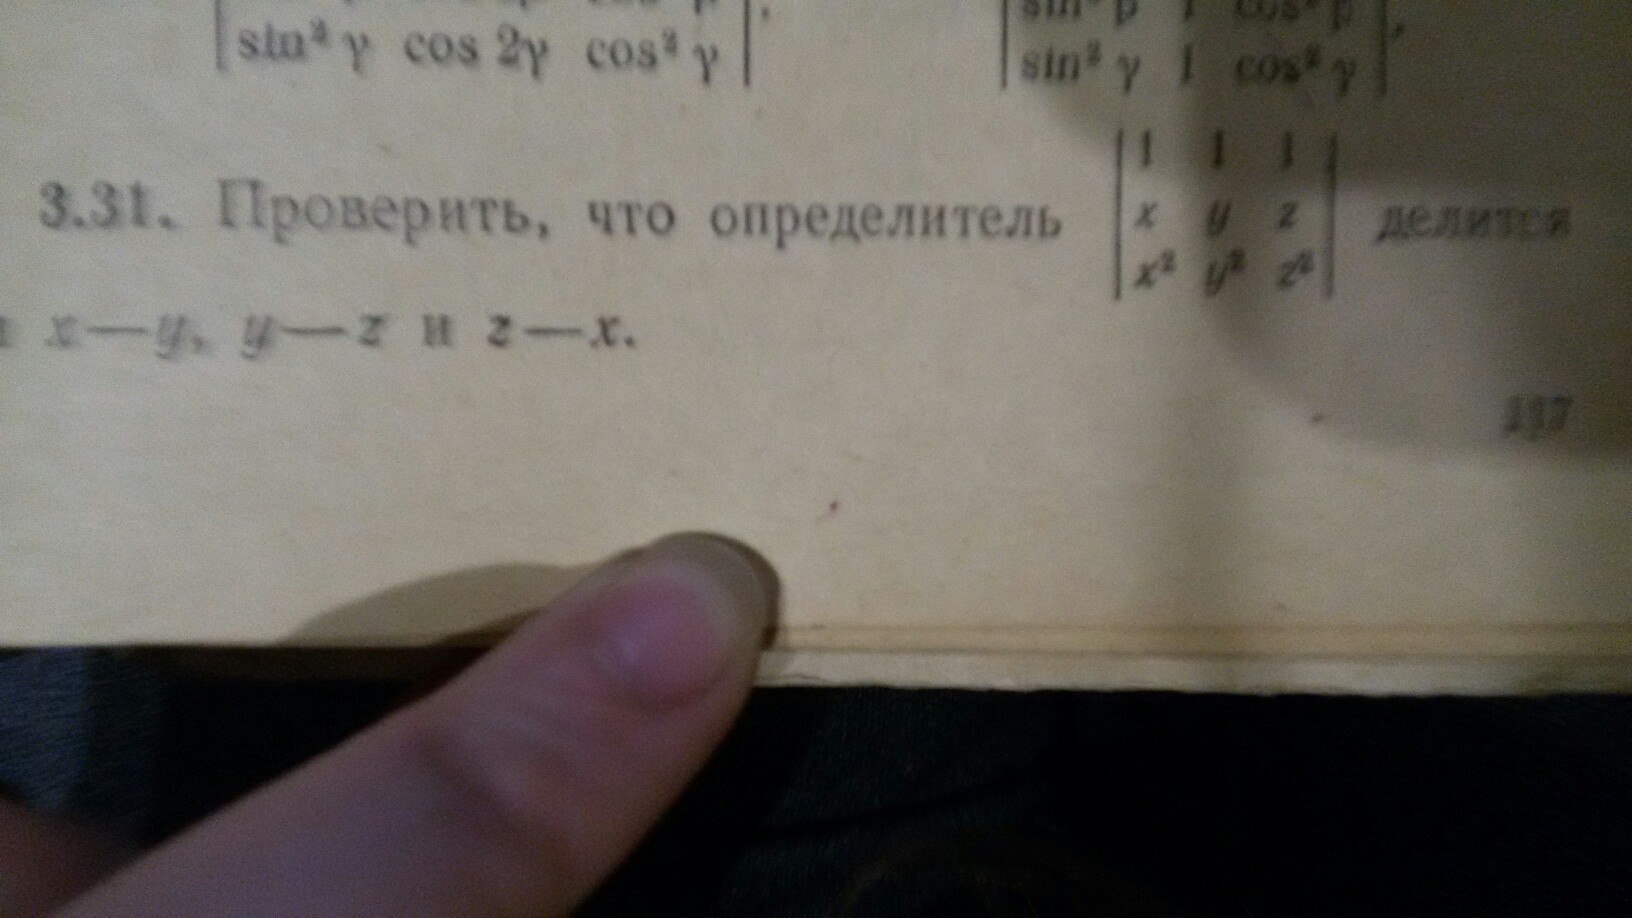 sin² γ cos 2γ cos² γ
sin² γ 1 cos² γ
1 1 1
3.31. Проверить, что определитель x y z делится
x² y² z²
x—y, y—z и z—x.